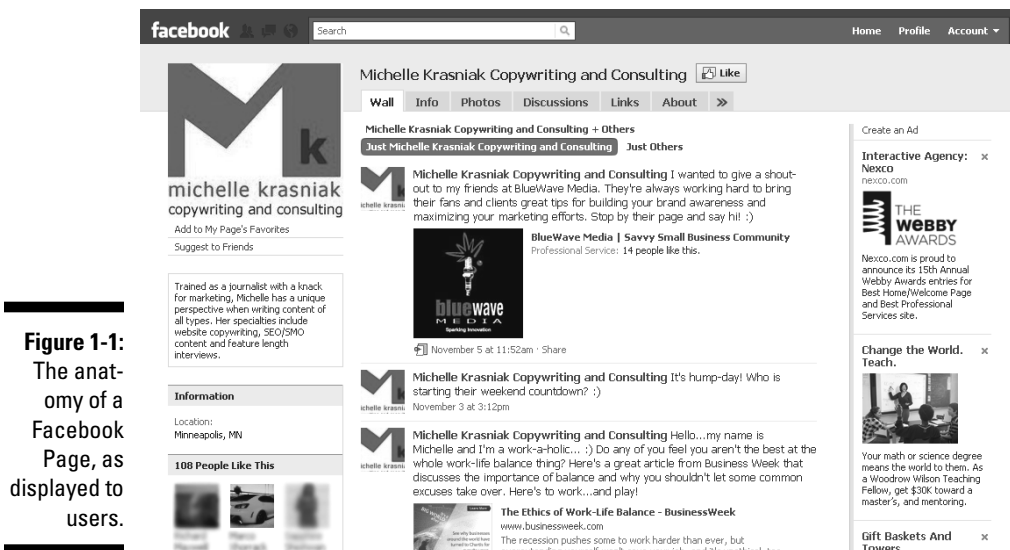 facebook
Search
Home Profile Account
Mk
michelle krasniak
copywriting and consulting
Add to My Page's Favorites
Suggest to Friends
Trained as a journalist with a knack
for marketing, Michelle has a unique
perspective when writing content of
all types. Her specialties include
website copywriting, SEO/SMO
content and feature length
interviews.
Information
Location:
Minneapolis, MN
108 People Like This
Michelle Krasniak Copywriting and Consulting Like
Wall Info Photos Discussions Links About »
Michelle Krasniak Copywriting and Consulting + Others
Just Michelle Krasniak Copywriting and Consulting Just Others
Michelle Krasniak Copywriting and Consulting I wanted to give a shout-
out to my friends at BlueWave Media. They're always working hard to bring
their fans and clients great tips for building your brand awareness and
maximizing your marketing efforts. Stop by their page and say hi! :)
bluewave
MEDIA
Sparking Innovation
BlueWave Media | Savvy Small Business Community
Professional Service: 14 people like this.
November 5 at 11:52am · Share
Michelle Krasniak Copywriting and Consulting It's hump-day! Who is
starting their weekend countdown? :)
November 3 at 3:12pm
Michelle Krasniak Copywriting and Consulting Hello...my name is
Michelle and I'm a work-a-holic... :) Do any of you feel you aren't the best at the
whole work-life balance thing? Here's a great article from Business Week that
discusses the importance of balance and why you shouldn't let some common
excuses take over. Here's to work...and play!
The Ethics of Work-Life Balance - BusinessWeek
www.businessweek.com
The recession pushes some to work harder than ever, but
Create an Ad
Interactive Agency: x
Nexco
nexco.com
THE
WEBBY
AWARDS
Nexco.com is proud to
announce its 15th Annual
Webby Awards entries for
Best Home/Welcome Page
and Best Professional
Services site.
Change the World. x
Teach.
Your math or science degree
means the world to them. As
a Woodrow Wilson Teaching
Fellow, get $30K toward a
master's, and mentoring.
Gift Baskets And x
Towers
Figure 1-1:
The anat-
omy of a
Facebook
Page, as
displayed to
users.